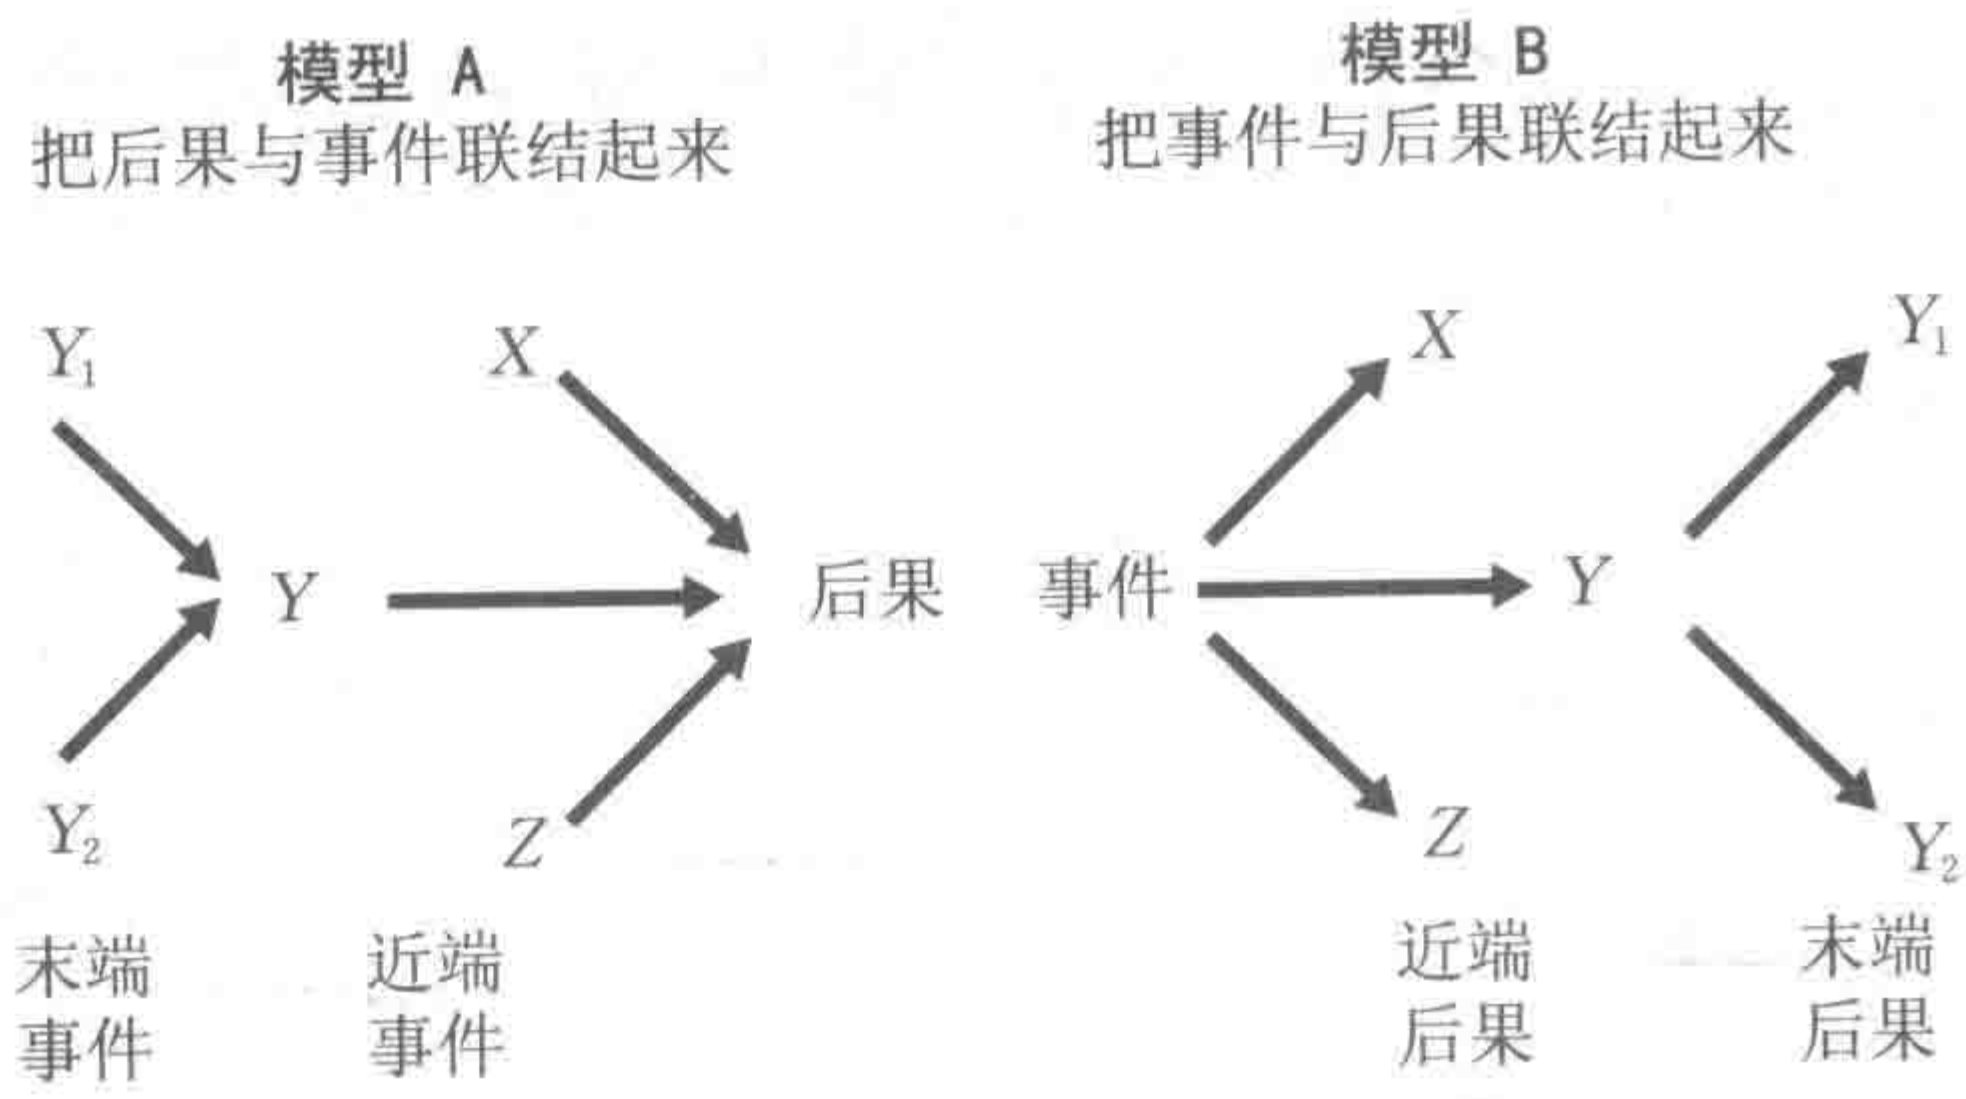 模型 A
把后果与事件联结起来
Y₁
X
Y
后果
Y₂
Z
末端
事件
近端
事件
模型 B
把事件与后果联结起来
X
Y₁
事件
Y
Z
Y₂
近端
后果
末端
后果